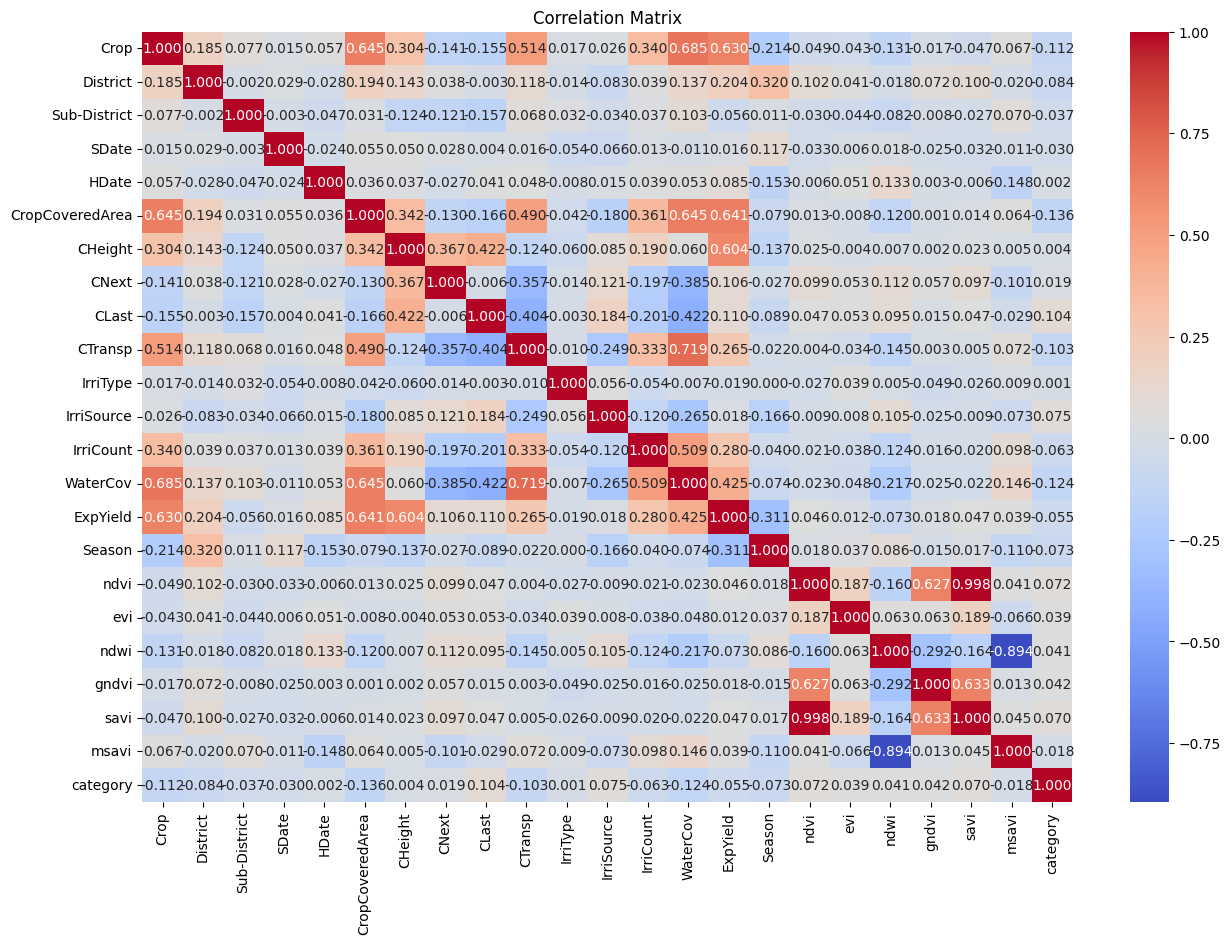 Correlation Matrix
Crop 1.000 0.185 0.077 0.015 0.057 0.645 0.304 -0.141 -0.155 0.514 0.017 0.026 0.340 0.685 0.630 -0.214 -0.049 -0.043 -0.131 -0.017 -0.047 0.067 -0.112
District 0.185 1.000 -0.002 0.029 -0.028 0.194 0.143 0.038 -0.003 0.118 -0.014 -0.083 0.039 0.137 0.204 0.320 0.102 0.041 -0.018 0.072 0.100 -0.020 -0.084
Sub-District 0.077 -0.002 1.000 -0.003 -0.047 0.031 -0.124 -0.121 -0.157 0.068 0.032 -0.034 0.037 0.103 -0.056 0.011 -0.030 -0.044 -0.082 -0.008 -0.027 0.070 -0.037
SDate 0.015 0.029 -0.003 1.000 -0.024 0.055 0.050 0.028 0.004 0.016 -0.054 -0.066 0.013 -0.011 0.016 0.117 -0.033 0.006 0.018 -0.025 -0.032 -0.011 -0.030
HDate 0.057 -0.028 -0.047 -0.024 1.000 0.036 0.037 -0.027 0.041 0.048 -0.008 0.015 0.039 0.053 0.085 -0.153 -0.006 0.051 0.133 0.003 -0.006 -0.148 0.002
CropCoveredArea 0.645 0.194 0.031 0.055 0.036 1.000 0.342 -0.130 -0.166 0.490 -0.042 -0.180 0.361 0.645 0.641 -0.079 0.013 -0.008 -0.120 0.001 0.014 0.064 -0.136
CHeight 0.304 0.143 -0.124 0.050 0.037 0.342 1.000 0.367 0.422 -0.124 -0.060 0.085 0.190 0.060 0.604 -0.137 0.025 -0.004 0.007 0.002 0.023 0.005 0.004
CNext -0.141 0.038 -0.121 0.028 -0.027 -0.130 0.367 1.000 -0.006 -0.357 -0.014 0.121 -0.197 -0.385 0.106 -0.027 0.099 0.053 0.112 0.057 0.097 -0.101 0.019
CLast -0.155 -0.003 -0.157 0.004 0.041 -0.166 0.422 -0.006 1.000 -0.404 -0.003 0.184 -0.201 -0.422 0.110 -0.089 0.047 0.053 0.095 0.015 0.047 -0.029 0.104
CTransp 0.514 0.118 0.068 0.016 0.048 0.490 -0.124 -0.357 -0.404 1.000 -0.010 -0.249 0.333 0.719 0.265 -0.022 0.004 -0.034 -0.145 0.003 0.005 0.072 -0.103
IrriType 0.017 -0.014 0.032 -0.054 -0.008 -0.042 -0.060 -0.014 -0.003 -0.010 1.000 0.056 -0.054 -0.007 -0.019 0.000 -0.027 0.039 0.005 -0.049 -0.026 0.009 0.001
IrriSource 0.026 -0.083 -0.034 -0.066 0.015 -0.180 0.085 0.121 0.184 -0.249 0.056 1.000 -0.120 -0.265 0.018 -0.166 -0.009 0.008 0.105 -0.025 -0.009 -0.073 0.075
IrriCount 0.340 0.039 0.037 0.013 0.039 0.361 0.190 -0.197 -0.201 0.333 -0.054 -0.120 1.000 0.509 0.280 -0.040 -0.021 -0.038 -0.124 -0.016 -0.020 0.098 -0.063
WaterCov 0.685 0.137 0.103 -0.011 0.053 0.645 0.060 -0.385 -0.422 0.719 -0.007 -0.265 0.509 1.000 0.425 -0.074 -0.023 -0.048 -0.217 -0.025 -0.022 0.146 -0.124
ExpYield 0.630 0.204 -0.056 0.016 0.085 0.641 0.604 0.106 0.110 0.265 -0.019 0.018 0.280 0.425 1.000 -0.311 0.046 0.012 -0.073 0.018 0.047 0.039 -0.055
Season -0.214 0.320 0.011 0.117 -0.153 -0.079 -0.137 -0.027 -0.089 -0.022 0.000 -0.166 -0.040 -0.074 -0.311 1.000 0.018 0.037 0.086 -0.015 0.017 -0.110 -0.073
ndvi -0.049 0.102 -0.030 -0.033 -0.006 0.013 0.025 0.099 0.047 0.004 -0.027 -0.009 -0.021 -0.023 0.046 0.018 1.000 0.187 -0.160 0.627 0.998 0.041 0.072
evi -0.043 0.041 -0.044 0.006 0.051 -0.008 -0.004 0.053 0.053 -0.034 0.039 0.008 -0.038 -0.048 0.012 0.037 0.187 1.000 0.063 0.063 0.189 -0.066 0.039
ndwi -0.131 -0.018 -0.082 0.018 0.133 -0.120 0.007 0.112 0.095 -0.145 0.005 0.105 -0.124 -0.217 -0.073 0.086 -0.160 0.063 1.000 -0.292 -0.164 -0.894 0.041
gndvi -0.017 0.072 -0.008 -0.025 0.003 0.001 0.002 0.057 0.015 0.003 -0.049 -0.025 -0.016 -0.025 0.018 -0.015 0.627 0.063 -0.292 1.000 0.633 0.013 0.042
savi -0.047 0.100 -0.027 -0.032 -0.006 0.014 0.023 0.097 0.047 0.005 -0.026 -0.009 -0.020 -0.022 0.047 0.017 0.998 0.189 -0.164 0.633 1.000 0.045 0.070
msavi 0.067 -0.020 0.070 -0.011 -0.148 0.064 0.005 -0.101 -0.029 0.072 0.009 -0.073 0.098 0.146 0.039 -0.110 0.041 -0.066 -0.894 0.013 0.045 1.000 -0.018
category -0.112 -0.084 -0.037 -0.030 0.002 -0.136 0.004 0.019 0.104 -0.103 0.001 0.075 -0.063 -0.124 -0.055 -0.073 0.072 0.039 0.041 0.042 0.070 -0.018 1.000
Crop
District
Sub-District
SDate
HDate
CropCoveredArea
CHeight
CNext
CLast
CTransp
IrriType
IrriSource
IrriCount
WaterCov
ExpYield
Season
ndvi
evi
ndwi
gndvi
savi
msavi
category
1.00
0.75
0.50
0.25
0.00
−0.25
−0.50
−0.75